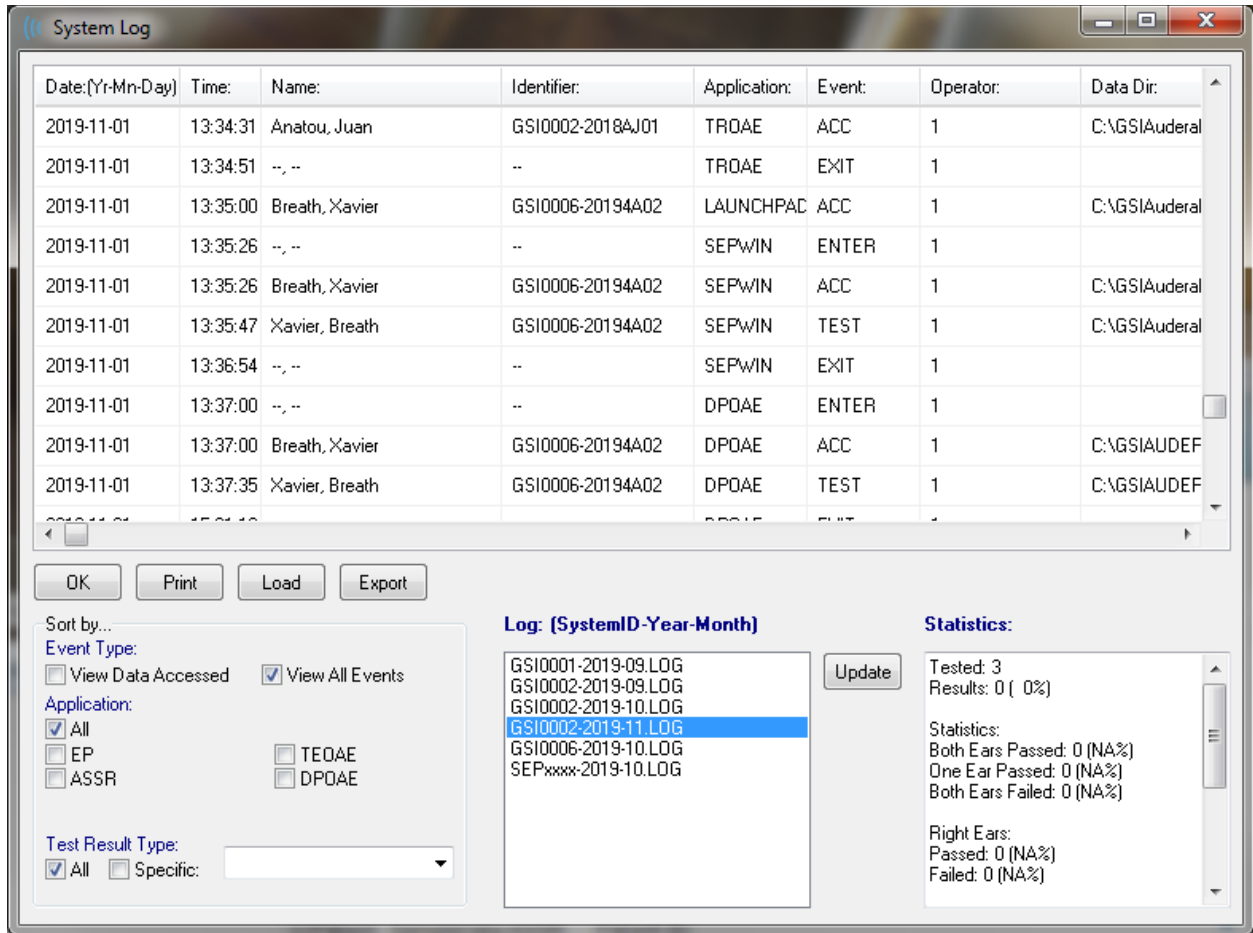 System Log
Date:(Yr-Mn-Day) Time: Name: Identifier: Application: Event: Operator: Data Dir:
2019-11-01 13:34:31 Anatou, Juan GSI0002-2018AJ01 TROAE ACC 1 C:\GSIAuderal
2019-11-01 13:34:51 --, -- -- TROAE EXIT 1
2019-11-01 13:35:00 Breath, Xavier GSI0006-20194A02 LAUNCHPAD ACC 1 C:\GSIAuderal
2019-11-01 13:35:26 --, -- -- SEPWIN ENTER 1
2019-11-01 13:35:26 Breath, Xavier GSI0006-20194A02 SEPWIN ACC 1 C:\GSIAuderal
2019-11-01 13:35:47 Xavier, Breath GSI0006-20194A02 SEPWIN TEST 1 C:\GSIAuderal
2019-11-01 13:36:54 --, -- -- SEPWIN EXIT 1
2019-11-01 13:37:00 --, -- -- DPOAE ENTER 1
2019-11-01 13:37:00 Breath, Xavier GSI0006-20194A02 DPOAE ACC 1 C:\GSIAUDEF
2019-11-01 13:37:35 Xavier, Breath GSI0006-20194A02 DPOAE TEST 1 C:\GSIAUDEF
OK Print Load Export
Sort by...
Event Type:
View Data Accessed View All Events
Application:
All
EP TEOAE
ASSR DPOAE
Test Result Type:
All Specific:
Log: (SystemID-Year-Month)
GSI0001-2019-09.LOG
GSI0002-2019-09.LOG
GSI0002-2019-10.LOG
GSI0002-2019-11.LOG
GSI0006-2019-10.LOG
SEPxxxx-2019-10.LOG
Update
Statistics:
Tested: 3
Results: 0 ( 0%)
Statistics:
Both Ears Passed: 0 (NA%)
One Ear Passed: 0 (NA%)
Both Ears Failed: 0 (NA%)
Right Ears:
Passed: 0 (NA%)
Failed: 0 (NA%)